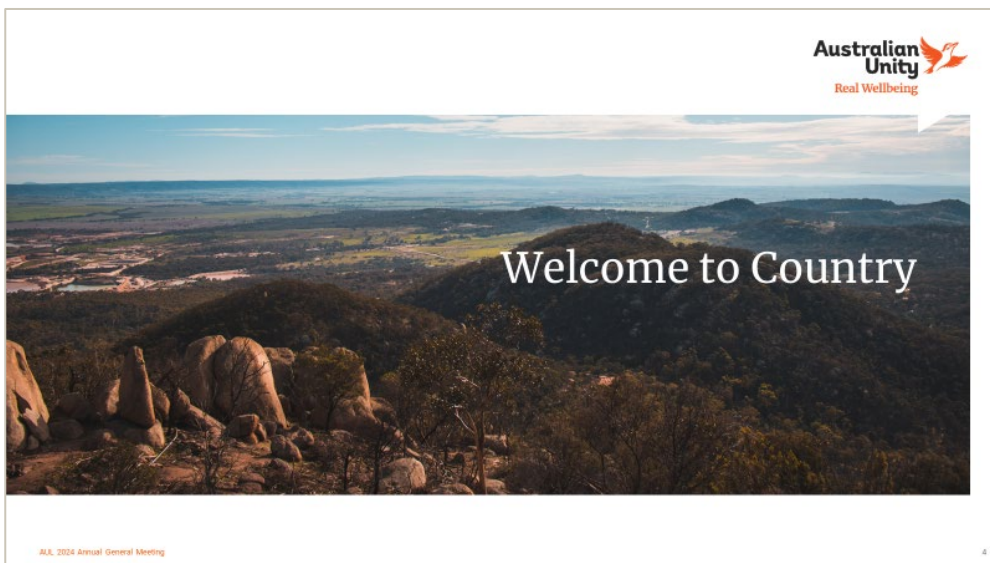 Australian
Unity
Real Wellbeing
Welcome to Country
AUL 2024 Annual General Meeting
4